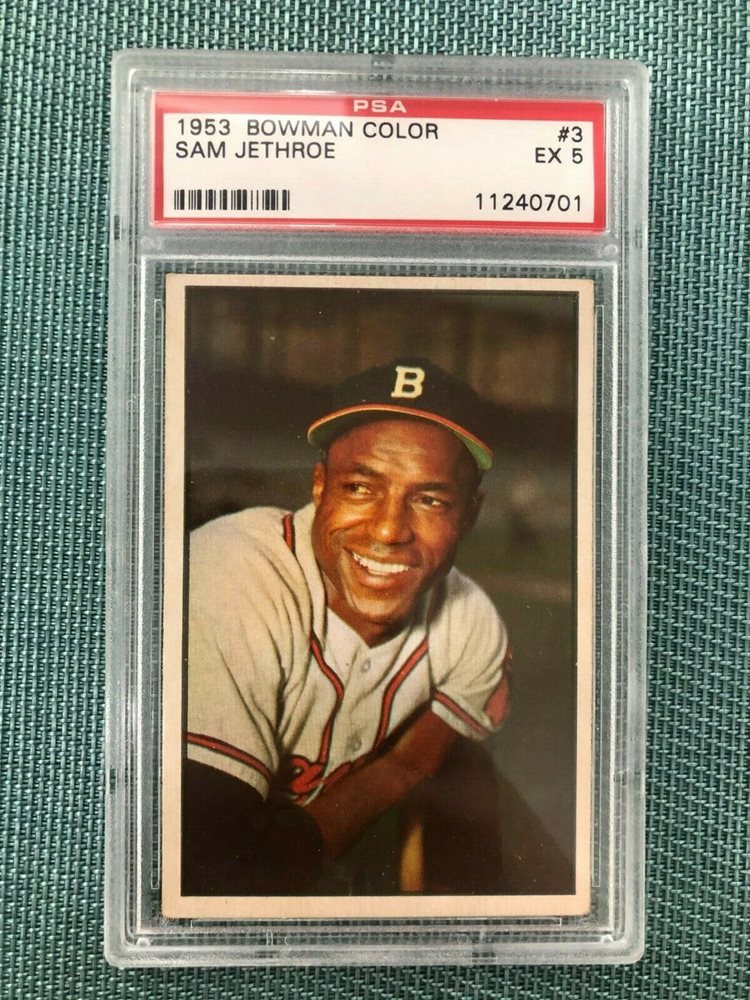 PSA
1953 BOWMAN COLOR #3
SAM JETHROE EX 5
11240701
B